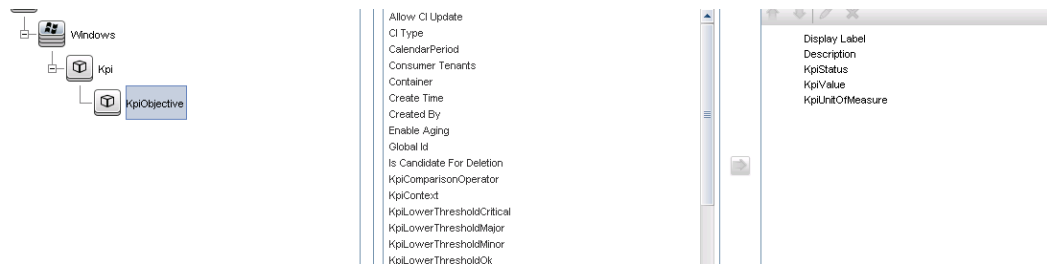 Windows
Kpi
KpiObjective
Allow CI Update
CI Type
CalendarPeriod
Consumer Tenants
Container
Create Time
Created By
Enable Aging
Global Id
Is Candidate For Deletion
KpiComparisonOperator
KpiContext
KpiLowerThresholdCritical
KpiLowerThresholdMajor
KpiLowerThresholdMinor
KpiLowerThresholdOk
Display Label
Description
KpiStatus
KpiValue
KpiUnitOfMeasure